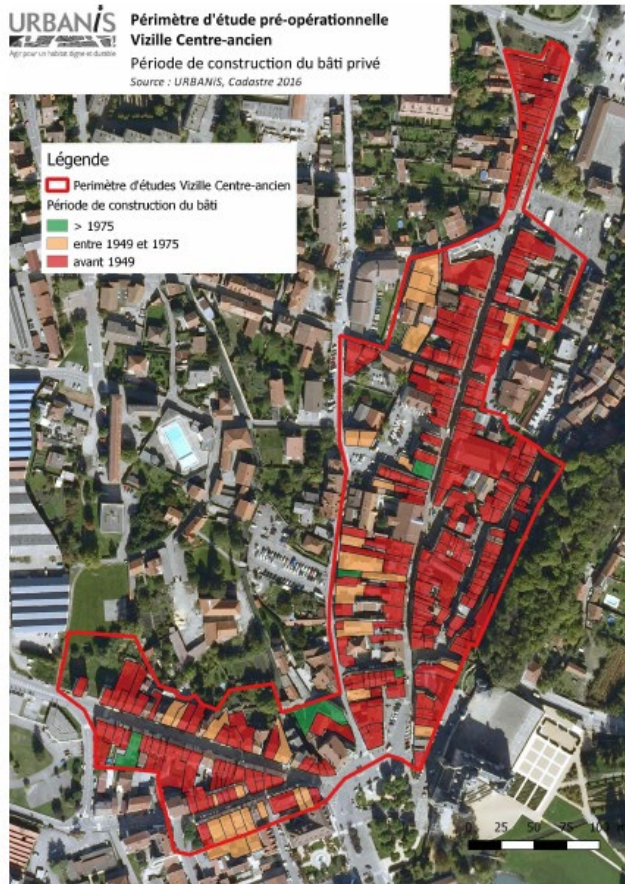 URBANiS
Agir pour un habitat digne et durable
Périmètre d'étude pré-opérationnelle
Vizille Centre-ancien
Période de construction du bâti privé
Source : URBANiS, Cadastre 2016
Légende
Perimètre d'études Vizille Centre-ancien
Période de construction du bâti
> 1975
entre 1949 et 1975
avant 1949
0 25 50 75 100 M